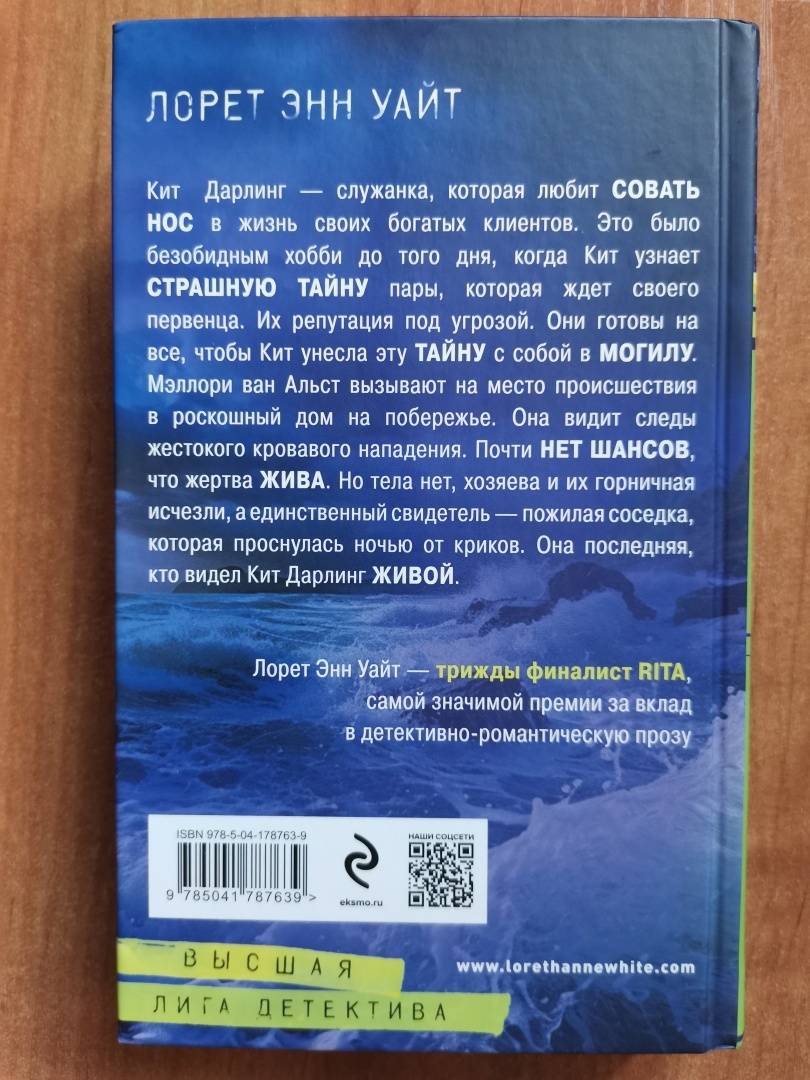 ЛОРЕТ ЭНН УАЙТ
Кит Дарлинг — служанка, которая любит СОВАТЬ
НОС в жизнь своих богатых клиентов. Это было
безобидным хобби до того дня, когда Кит узнает
СТРАШНУЮ ТАЙНУ пары, которая ждет своего
первенца. Их репутация под угрозой. Они готовы на
все, чтобы Кит унесла эту ТАЙНУ с собой в МОГИЛУ.
Мэллори ван Альст вызывают на место происшествия
в роскошный дом на побережье. Она видит следы
жестокого кровавого нападения. Почти НЕТ ШАНСОВ,
что жертва ЖИВА. Но тела нет, хозяева и их горничная
исчезли, а единственный свидетель — пожилая соседка,
которая проснулась ночью от криков. Она последняя,
кто видел Кит Дарлинг ЖИВОЙ.
Лорет Энн Уайт — трижды финалист RITA,
самой значимой премии за вклад
в детективно-романтическую прозу
ISBN 978-5-04-178763-9
9 785041 787639 >
eksmo.ru
НАШИ СОЦСЕТИ
ВЫСШАЯ
ЛИГА ДЕТЕКТИВА
www.lorethannewhite.com